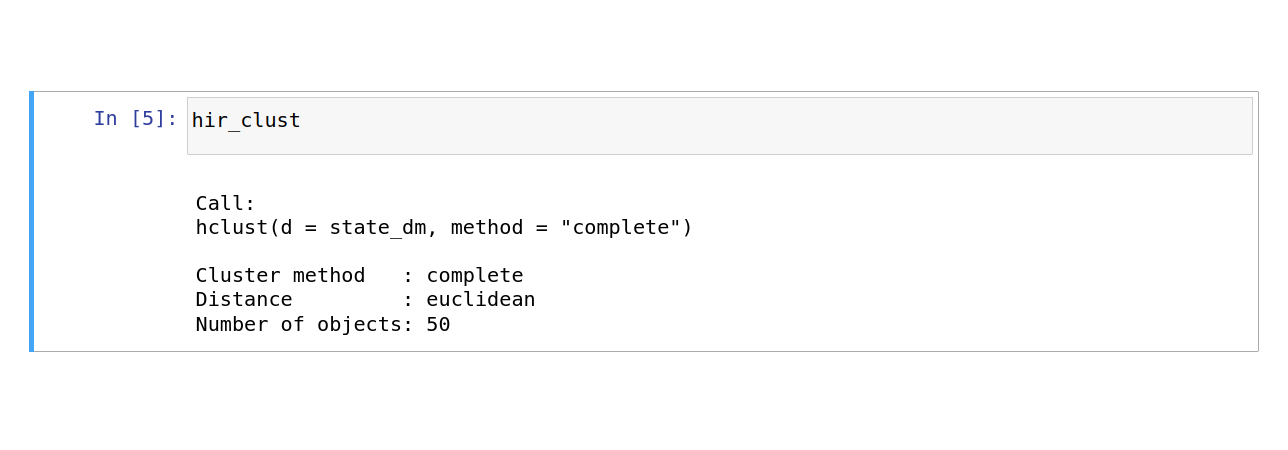 In [5]: hir_clust
Call:
hclust(d = state_dm, method = "complete")
Cluster method   : complete
Distance         : euclidean
Number of objects: 50